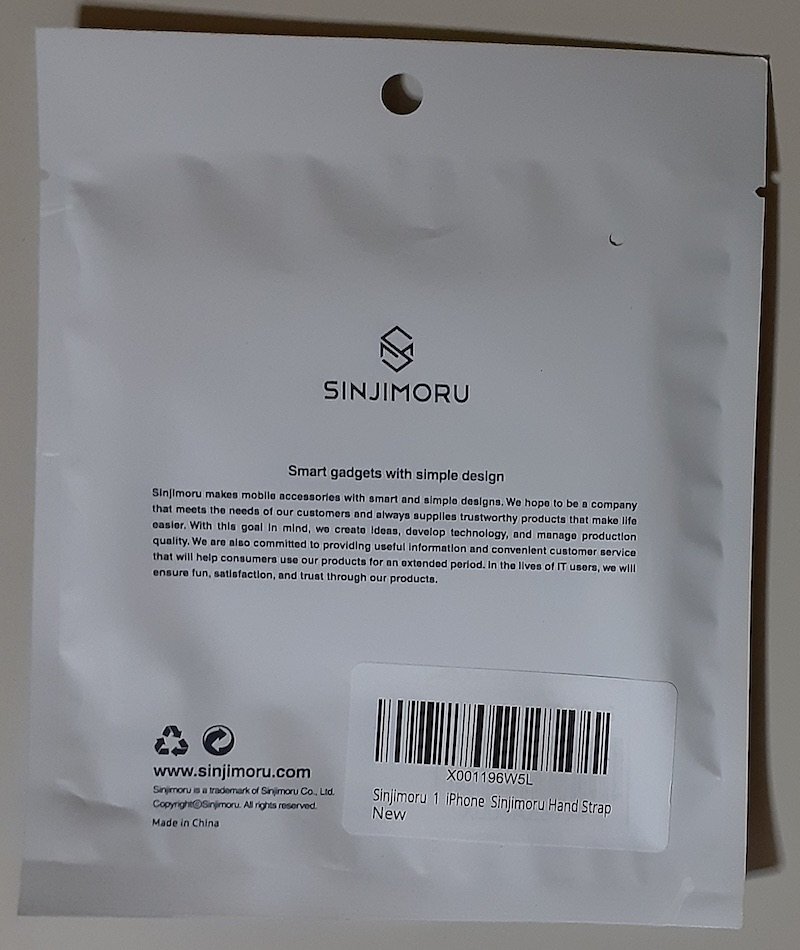 SINJIMORU
Smart gadgets with simple design
Sinjimoru makes mobile accessories with smart and simple designs. We hope to be a company
that meets the needs of our customers and always supplies trustworthy products that make life
easier. With this goal in mind, we create ideas, develop technology, and manage production
quality. We are also committed to providing useful information and convenient customer service
that will help consumers use our products for an extended period. In the lives of IT users, we will
ensure fun, satisfaction, and trust through our products.
www.sinjimoru.com
Sinjimoru is a trademark of Sinjimoru Co., Ltd.
CopyrightⓒSinjimoru. All rights reserved.
Made in China
X001196W5L
Sinjimoru 1 iPhone Sinjimoru Hand Strap
New